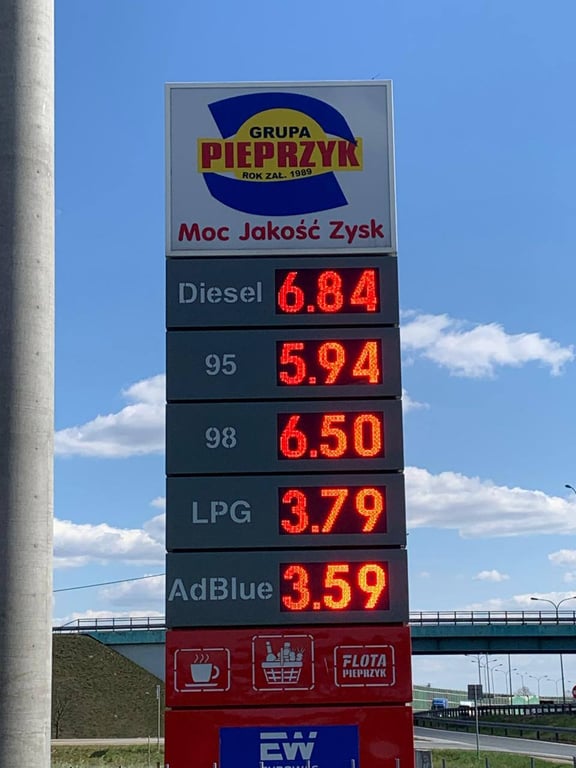 GRUPA
PIEPRZYK
ROK ZAŁ. 1989
Moc Jakość Zysk
Diesel 6.84
95 5.94
98 6.50
LPG 3.79
AdBlue 3.59
FLOTA
PIEPRZYK
EW